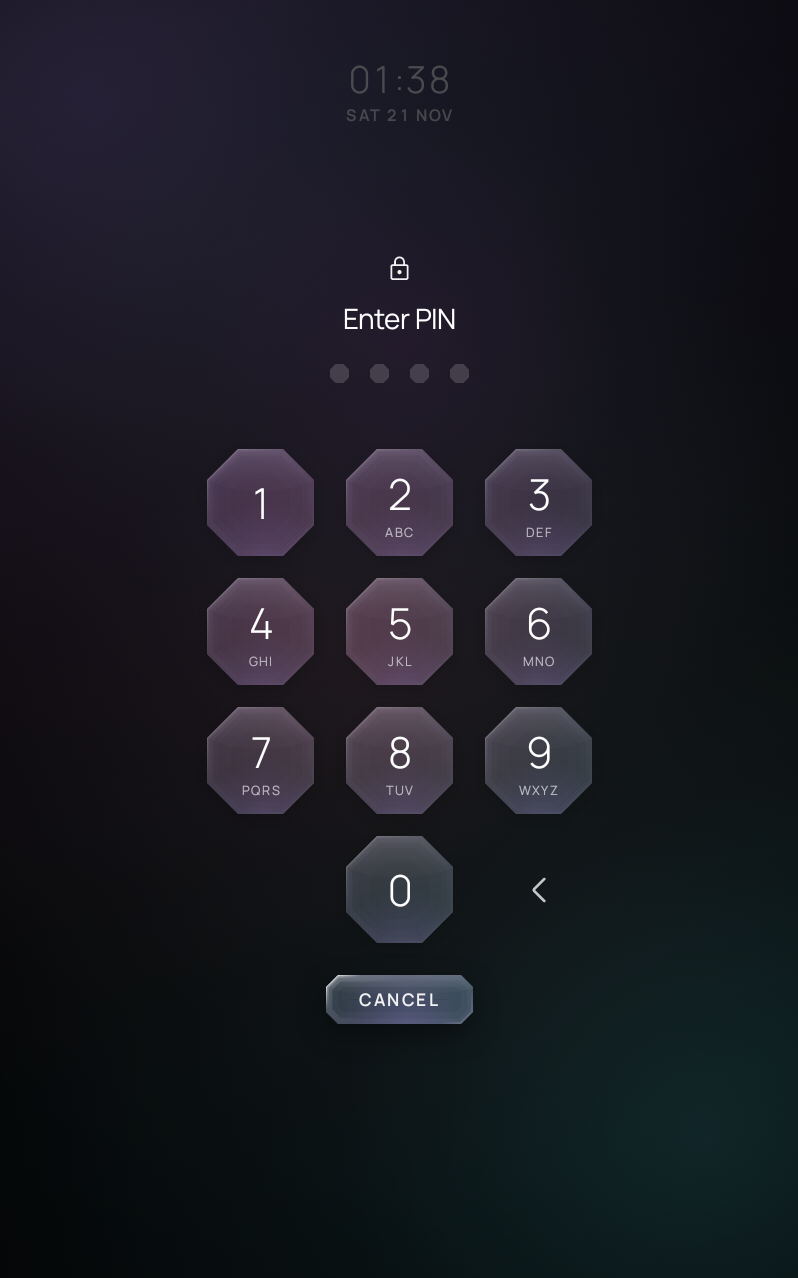 01:38
SAT 21 NOV
Enter PIN
1 2 3
ABC DEF
4 5 6
GHI JKL MNO
7 8 9
PQRS TUV WXYZ
0
CANCEL